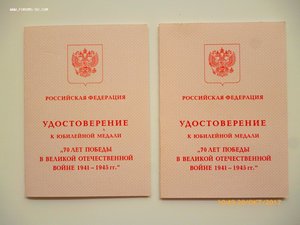 РОССИЙСКАЯ ФЕДЕРАЦИЯ
УДОСТОВЕРЕНИЕ
К ЮБИЛЕЙНОЙ МЕДАЛИ
„70 ЛЕТ ПОБЕДЫ
В ВЕЛИКОЙ ОТЕЧЕСТВЕННОЙ
ВОЙНЕ 1941 – 1945 гг.“
РОССИЙСКАЯ ФЕДЕРАЦИЯ
УДОСТОВЕРЕНИЕ
К ЮБИЛЕЙНОЙ МЕДАЛИ
„70 ЛЕТ ПОБЕДЫ
В ВЕЛИКОЙ ОТЕЧЕСТВЕННОЙ
ВОЙНЕ 1941 – 1945 гг.“